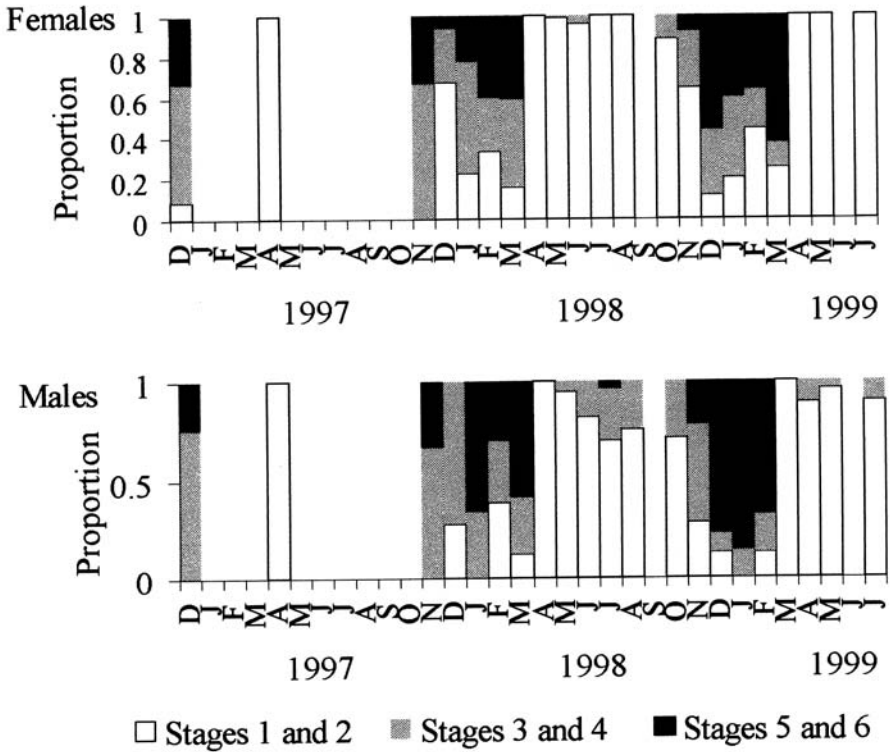 Females
Proportion
1
0.8
0.6
0.4
0.2
0
D J F M A M J J A S O N D J F M A M J J A S O N D J F M A M J J
1997 1998 1999
Males
Proportion
1
0.5
0
D J F M A M J J A S O N D J F M A M J J A S O N D J F M A M J J
1997 1998 1999
Stages 1 and 2 Stages 3 and 4 Stages 5 and 6